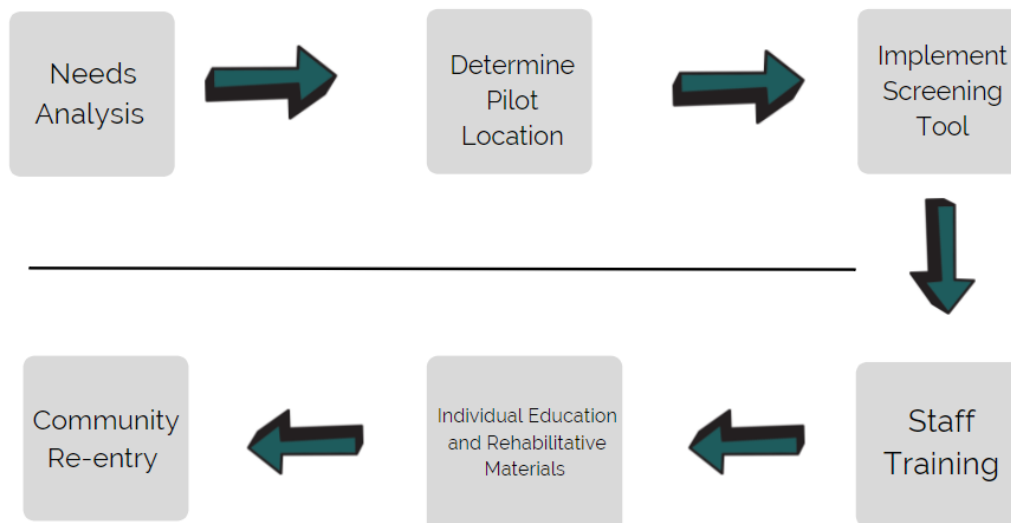 Needs
Analysis
Determine
Pilot
Location
Implement
Screening
Tool
Staff
Training
Individual Education
and Rehabilitative
Materials
Community
Re-entry